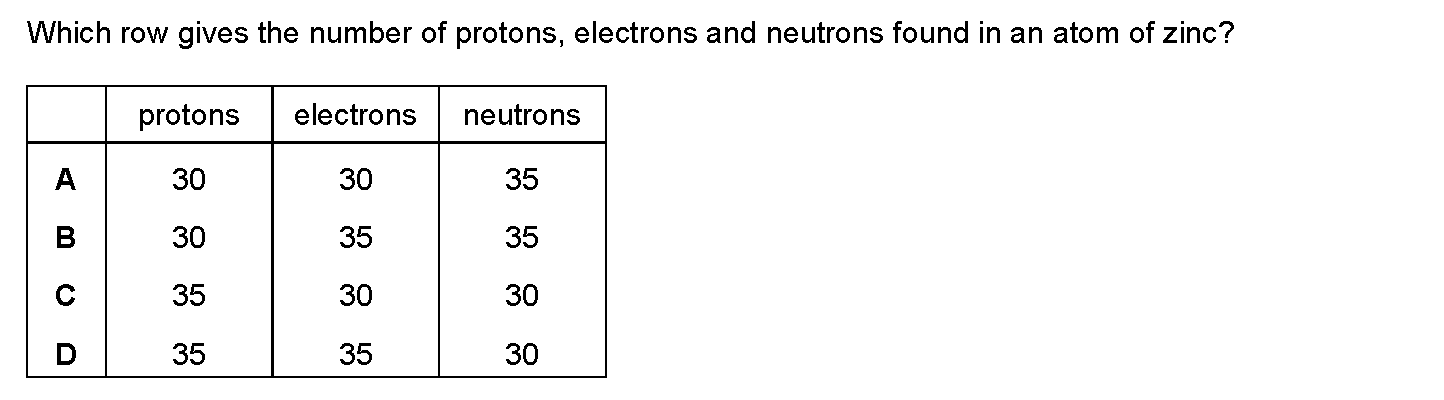 Which row gives the number of protons, electrons and neutrons found in an atom of zinc?
protons electrons neutrons
A 30 30 35
B 30 35 35
C 35 30 30
D 35 35 30